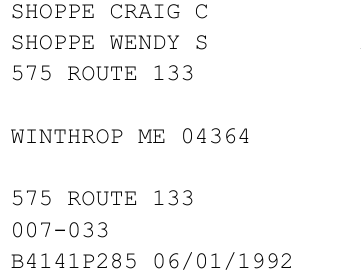 SHOPPE CRAIG C
SHOPPE WENDY S
575 ROUTE 133
WINTHROP ME 04364
575 ROUTE 133
007-033
B4141P285 06/01/1992